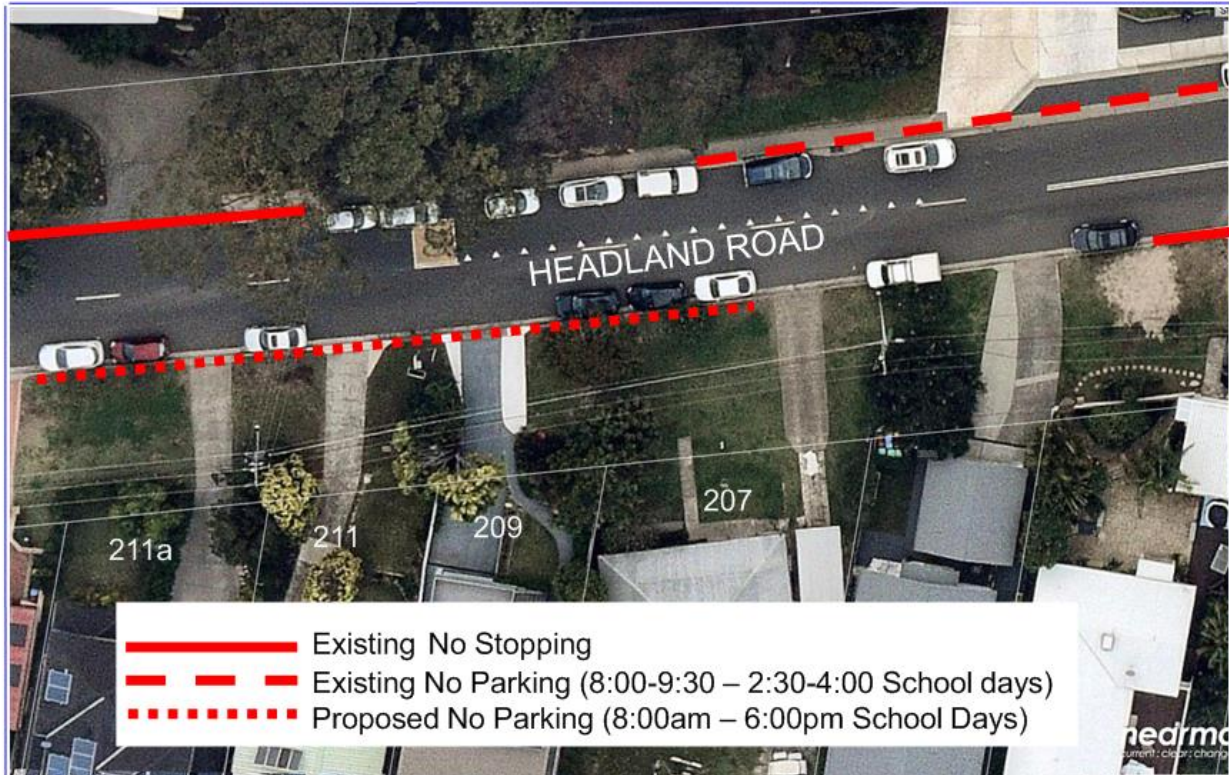 HEADLAND ROAD
207
209
211
211a
Existing No Stopping
Existing No Parking (8:00-9:30 – 2:30-4:00 School days)
Proposed No Parking (8:00am – 6:00pm School Days)